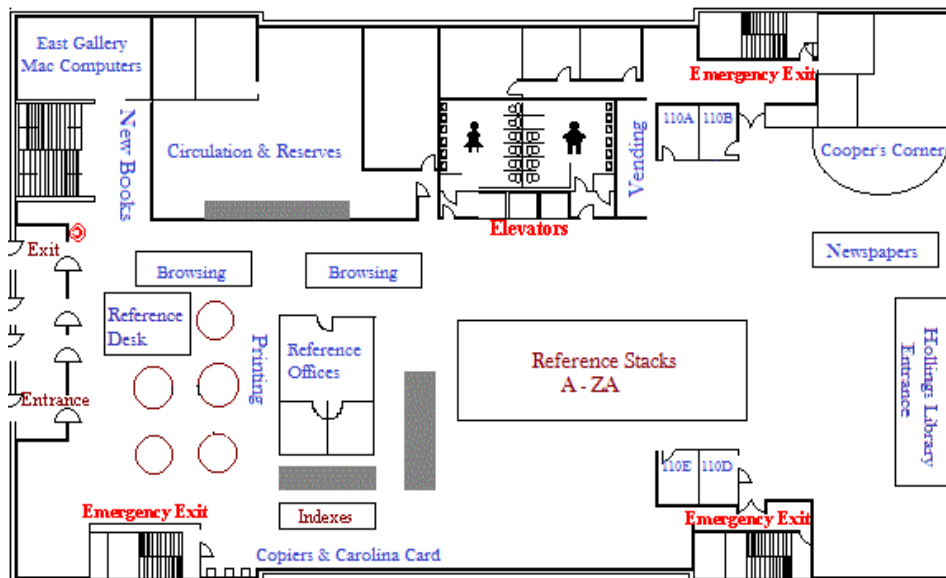 East Gallery
Mac Computers
New Books
Circulation & Reserves
Vending
Emergency Exit
110A
110B
Cooper's Corner
Elevators
Exit
Newspapers
Browsing
Browsing
Reference
Desk
Printing
Reference
Offices
Reference Stacks
A - ZA
Hollings Library
Entrance
Entrance
110E
110D
Emergency Exit
Indexes
Emergency Exit
Copiers & Carolina Card